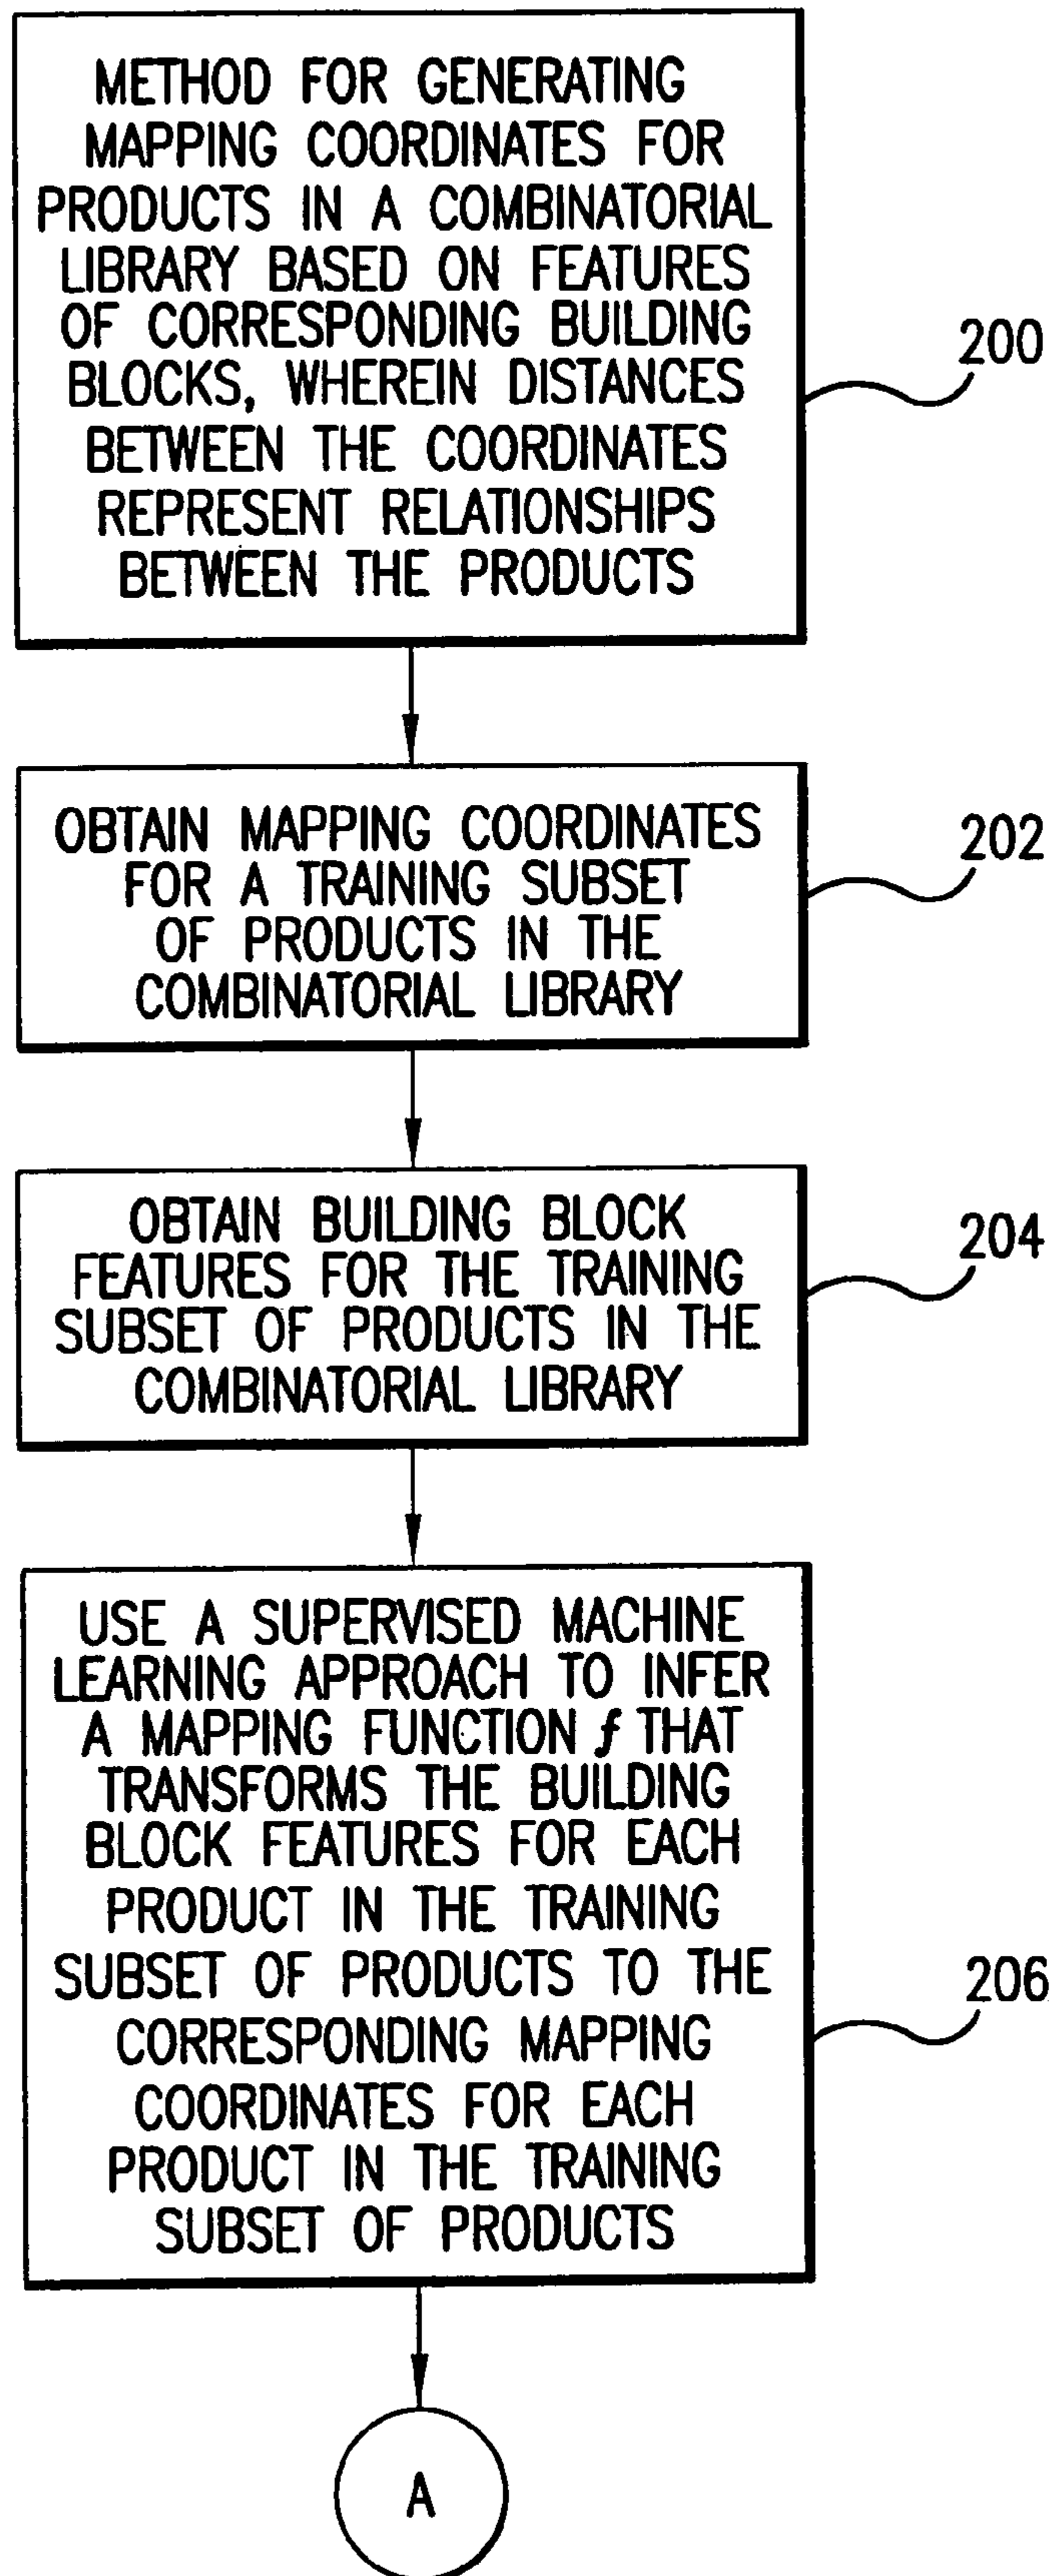 METHOD FOR GENERATING
MAPPING COORDINATES FOR
PRODUCTS IN A COMBINATORIAL
LIBRARY BASED ON FEATURES
OF CORRESPONDING BUILDING
BLOCKS, WHEREIN DISTANCES
BETWEEN THE COORDINATES
REPRESENT RELATIONSHIPS
BETWEEN THE PRODUCTS
200
OBTAIN MAPPING COORDINATES
FOR A TRAINING SUBSET
OF PRODUCTS IN THE
COMBINATORIAL LIBRARY
202
OBTAIN BUILDING BLOCK
FEATURES FOR THE TRAINING
SUBSET OF PRODUCTS IN THE
COMBINATORIAL LIBRARY
204
USE A SUPERVISED MACHINE
LEARNING APPROACH TO INFER
A MAPPING FUNCTION f THAT
TRANSFORMS THE BUILDING
BLOCK FEATURES FOR EACH
PRODUCT IN THE TRAINING
SUBSET OF PRODUCTS TO THE
CORRESPONDING MAPPING
COORDINATES FOR EACH
PRODUCT IN THE TRAINING
SUBSET OF PRODUCTS
206
A